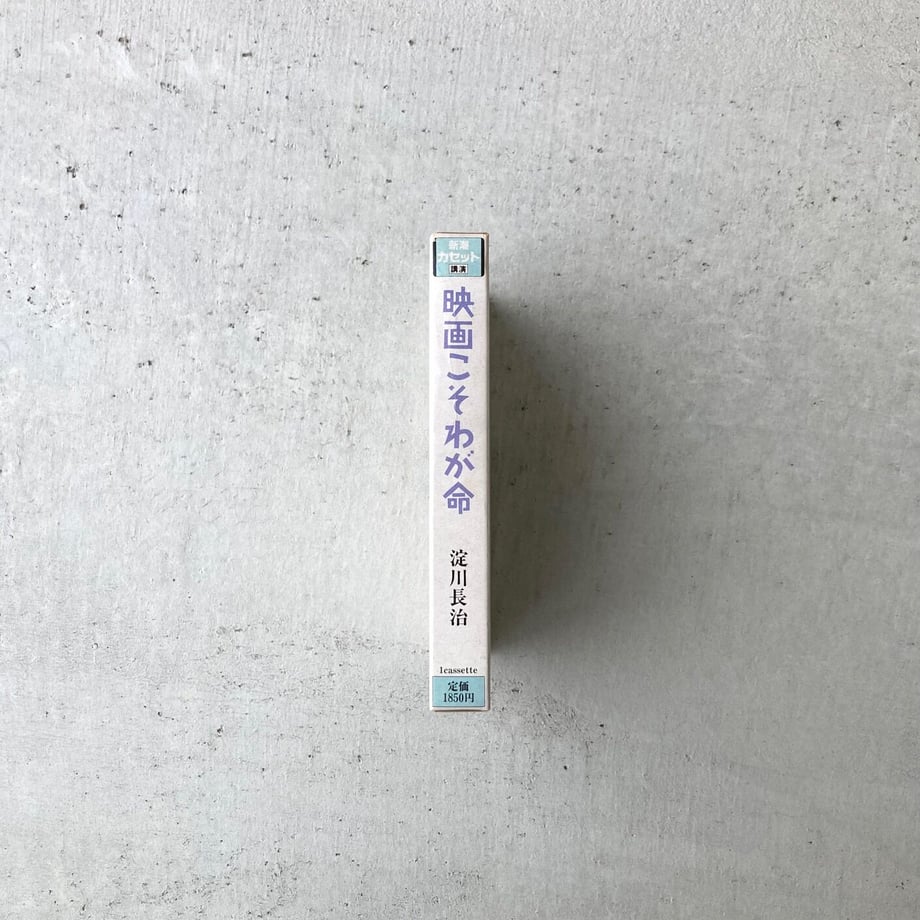 新潮
カセット
講演
映画こそわが命
淀川長治
1cassette
定価
1850円